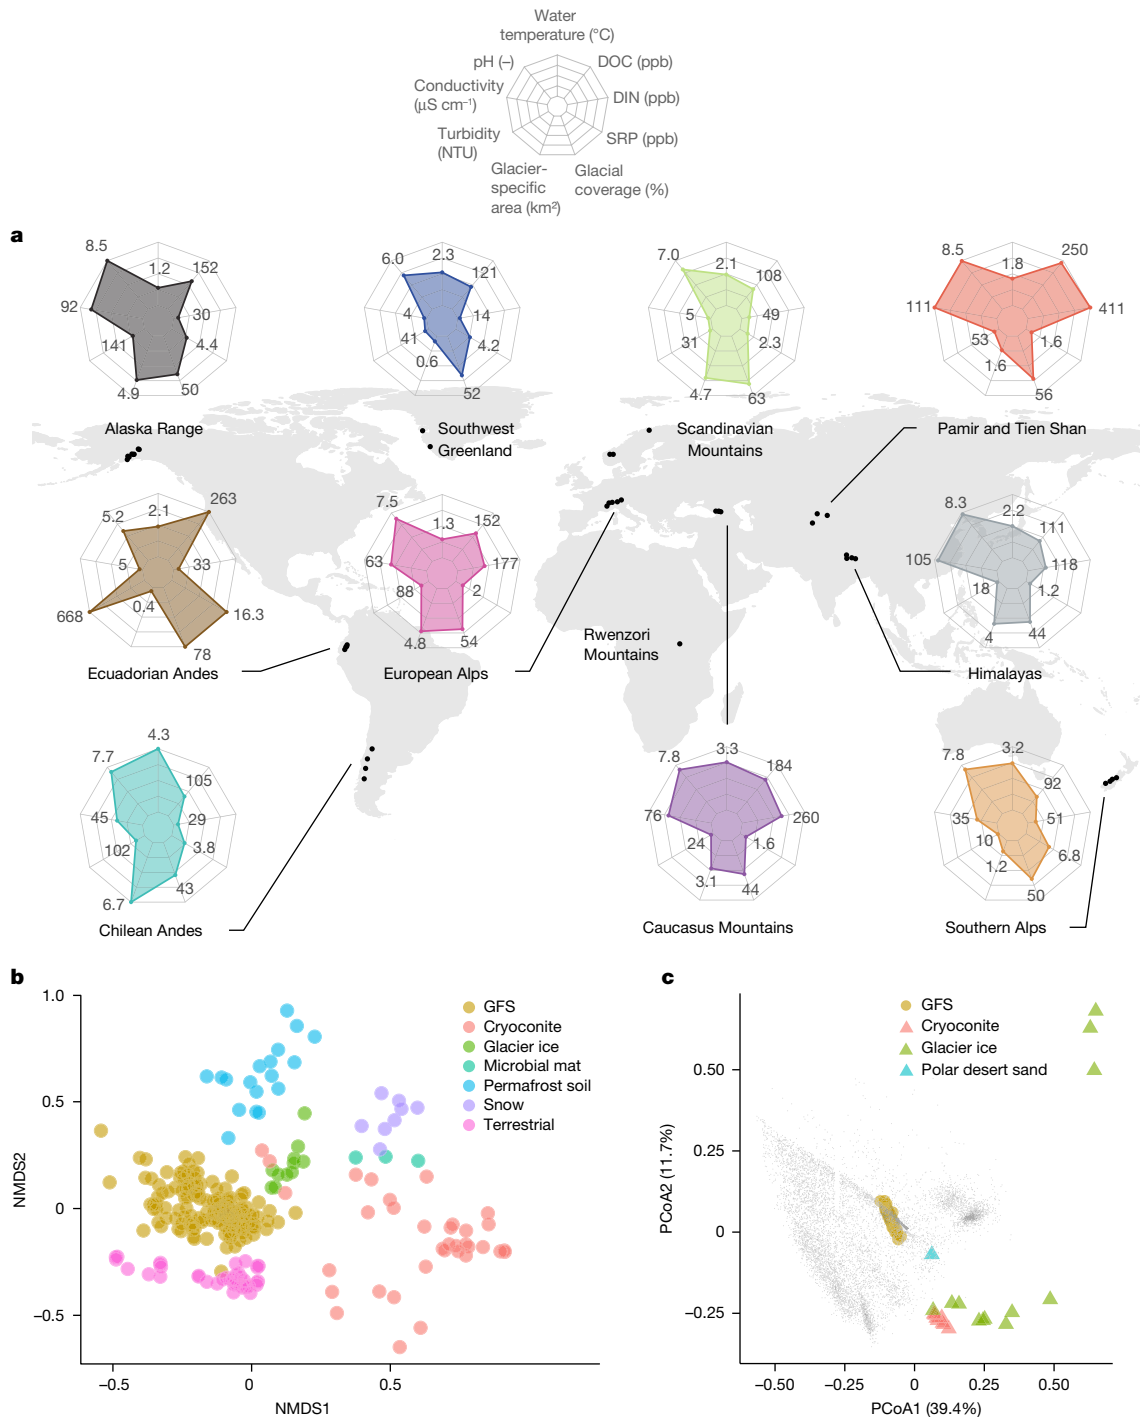 Water
temperature (°C)
pH (–)
DOC (ppb)
Conductivity
(µS cm⁻¹)
DIN (ppb)
Turbidity
(NTU)
SRP (ppb)
Glacier-
specific
area (km²)
Glacial
coverage (%)
a
8.5
1.2
152
92
30
141
4.4
4.9
50
Alaska Range
6.0
2.3
121
4
14
41
4.2
0.6
52
Southwest
Greenland
7.0
2.1
108
5
49
31
2.3
4.7
63
Scandinavian
Mountains
8.5
1.8
250
111
411
53
1.6
1.6
56
Pamir and Tien Shan
5.2
2.1
263
5
33
668
0.4
16.3
78
Ecuadorian Andes
7.5
1.3
152
63
177
88
2
4.8
54
European Alps
Rwenzori
Mountains
8.3
2.2
111
105
118
18
1.2
4
44
Himalayas
7.7
4.3
105
45
29
102
3.8
6.7
43
Chilean Andes
7.8
3.3
184
76
260
24
1.6
3.1
44
Caucasus Mountains
7.8
3.2
92
35
51
10
6.8
1.2
50
Southern Alps
b
1.0
0.5
0
–0.5
NMDS2
–0.5
0
0.5
NMDS1
GFS
Cryoconite
Glacier ice
Microbial mat
Permafrost soil
Snow
Terrestrial
c
GFS
Cryoconite
Glacier ice
Polar desert sand
0.50
0.25
0
–0.25
PCoA2 (11.7%)
–0.50
–0.25
0
0.25
0.50
PCoA1 (39.4%)